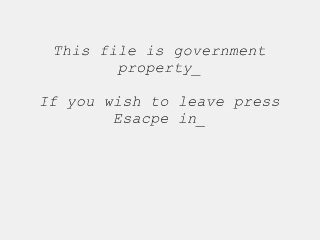 This file is government
property_
If you wish to leave press
Esacpe in_